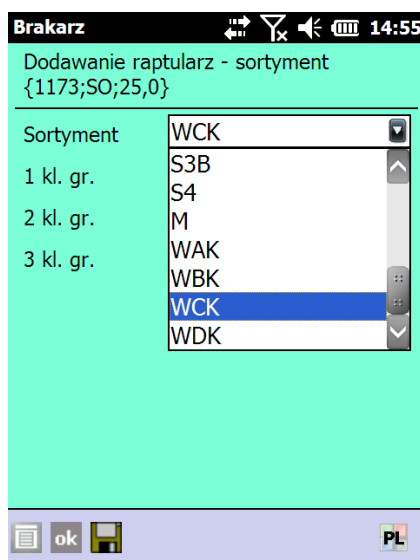 Brakarz 14:55
Dodawanie raptularz - sortyment
{1173;SO;25,0}
Sortyment WCK
1 kl. gr.
2 kl. gr.
3 kl. gr.
S3B
S4
M
WAK
WBK
WCK
WDK
ok PL